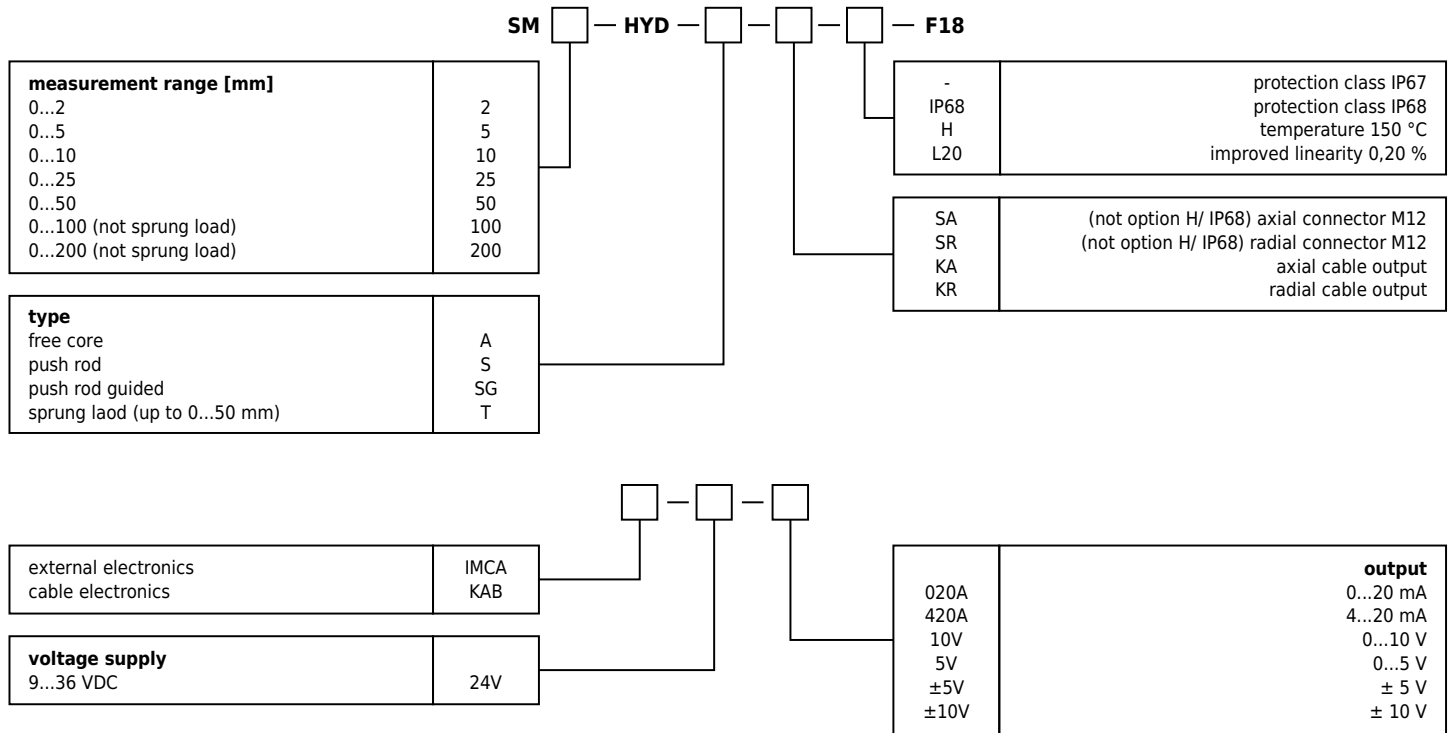 SM — HYD — — — F18
measurement range [mm]
0...2 2
0...5 5
0...10 10
0...25 25
0...50 50
0...100 (not sprung load) 100
0...200 (not sprung load) 200
- protection class IP67
IP68 protection class IP68
H temperature 150 °C
L20 improved linearity 0,20 %
SA (not option H/ IP68) axial connector M12
SR (not option H/ IP68) radial connector M12
KA axial cable output
KR radial cable output
type
free core A
push rod S
push rod guided SG
sprung laod (up to 0...50 mm) T
— —
external electronics IMCA
cable electronics KAB
voltage supply
9...36 VDC 24V
output
020A 0...20 mA
420A 4...20 mA
10V 0...10 V
5V 0...5 V
±5V ± 5 V
±10V ± 10 V